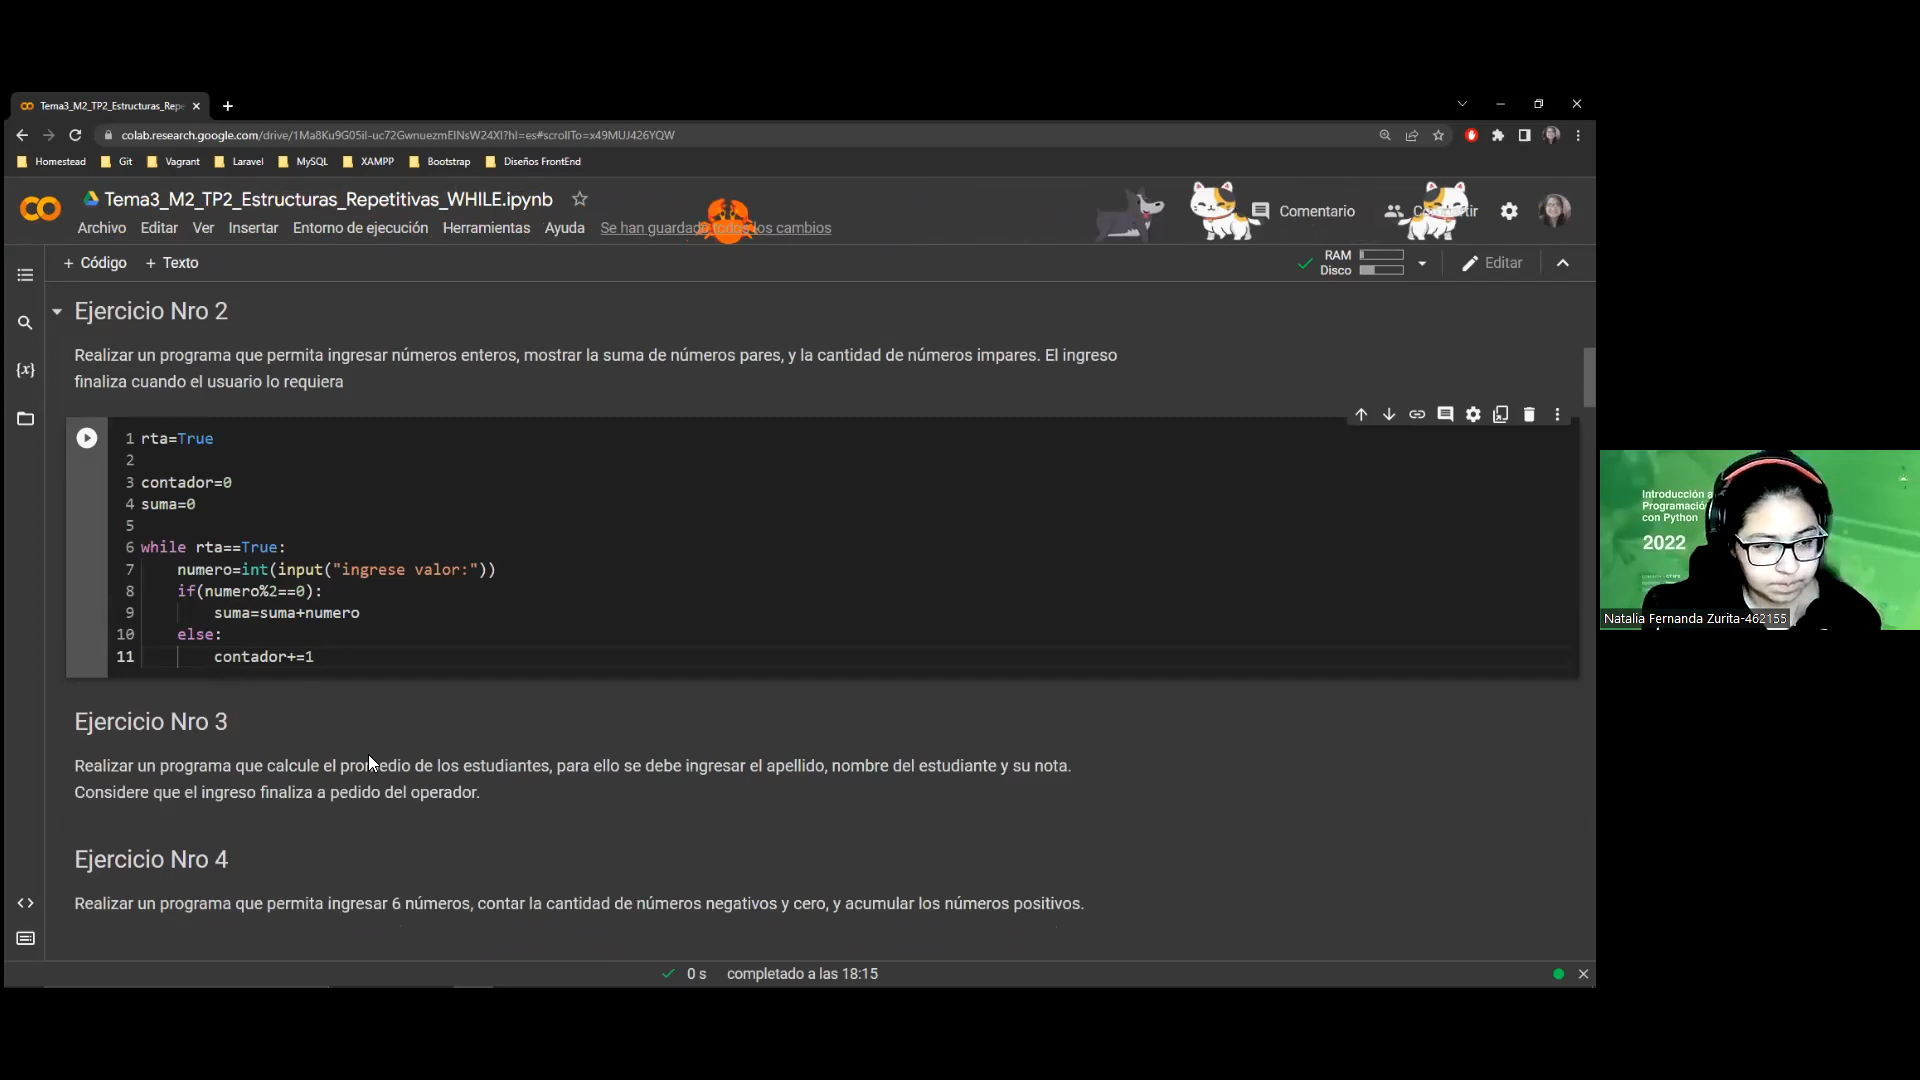 Tema3_M2_TP2_Estructuras_Repe
colab.research.google.com/drive/1Ma8Ku9G05iI-uc72GwnuezmEINsW24XI?hl=es#scrollTo=x49MUJ426YQW
Homestead Git Vagrant Laravel MySQL XAMPP Bootstrap Diseños FrontEnd
Tema3_M2_TP2_Estructuras_Repetitivas_WHILE.ipynb
Comentario
Archivo Editar Ver Insertar Entorno de ejecución Herramientas Ayuda Se han guardado todos los cambios
+ Código + Texto
RAM
Disco
Editar
Ejercicio Nro 2
Realizar un programa que permita ingresar números enteros, mostrar la suma de números pares, y la cantidad de números impares. El ingreso
finaliza cuando el usuario lo requiera
1 rta=True
2
3 contador=0
4 suma=0
5
6 while rta==True:
7 numero=int(input("ingrese valor:"))
8 if(numero%2==0):
9 suma=suma+numero
10 else:
11 contador+=1
Ejercicio Nro 3
Realizar un programa que calcule el promedio de los estudiantes, para ello se debe ingresar el apellido, nombre del estudiante y su nota.
Considere que el ingreso finaliza a pedido del operador.
Ejercicio Nro 4
Realizar un programa que permita ingresar 6 números, contar la cantidad de números negativos y cero, y acumular los números positivos.
0 s completado a las 18:15
Introducción a
Programació
con Python
2022
Natalia Fernanda Zurita-462155